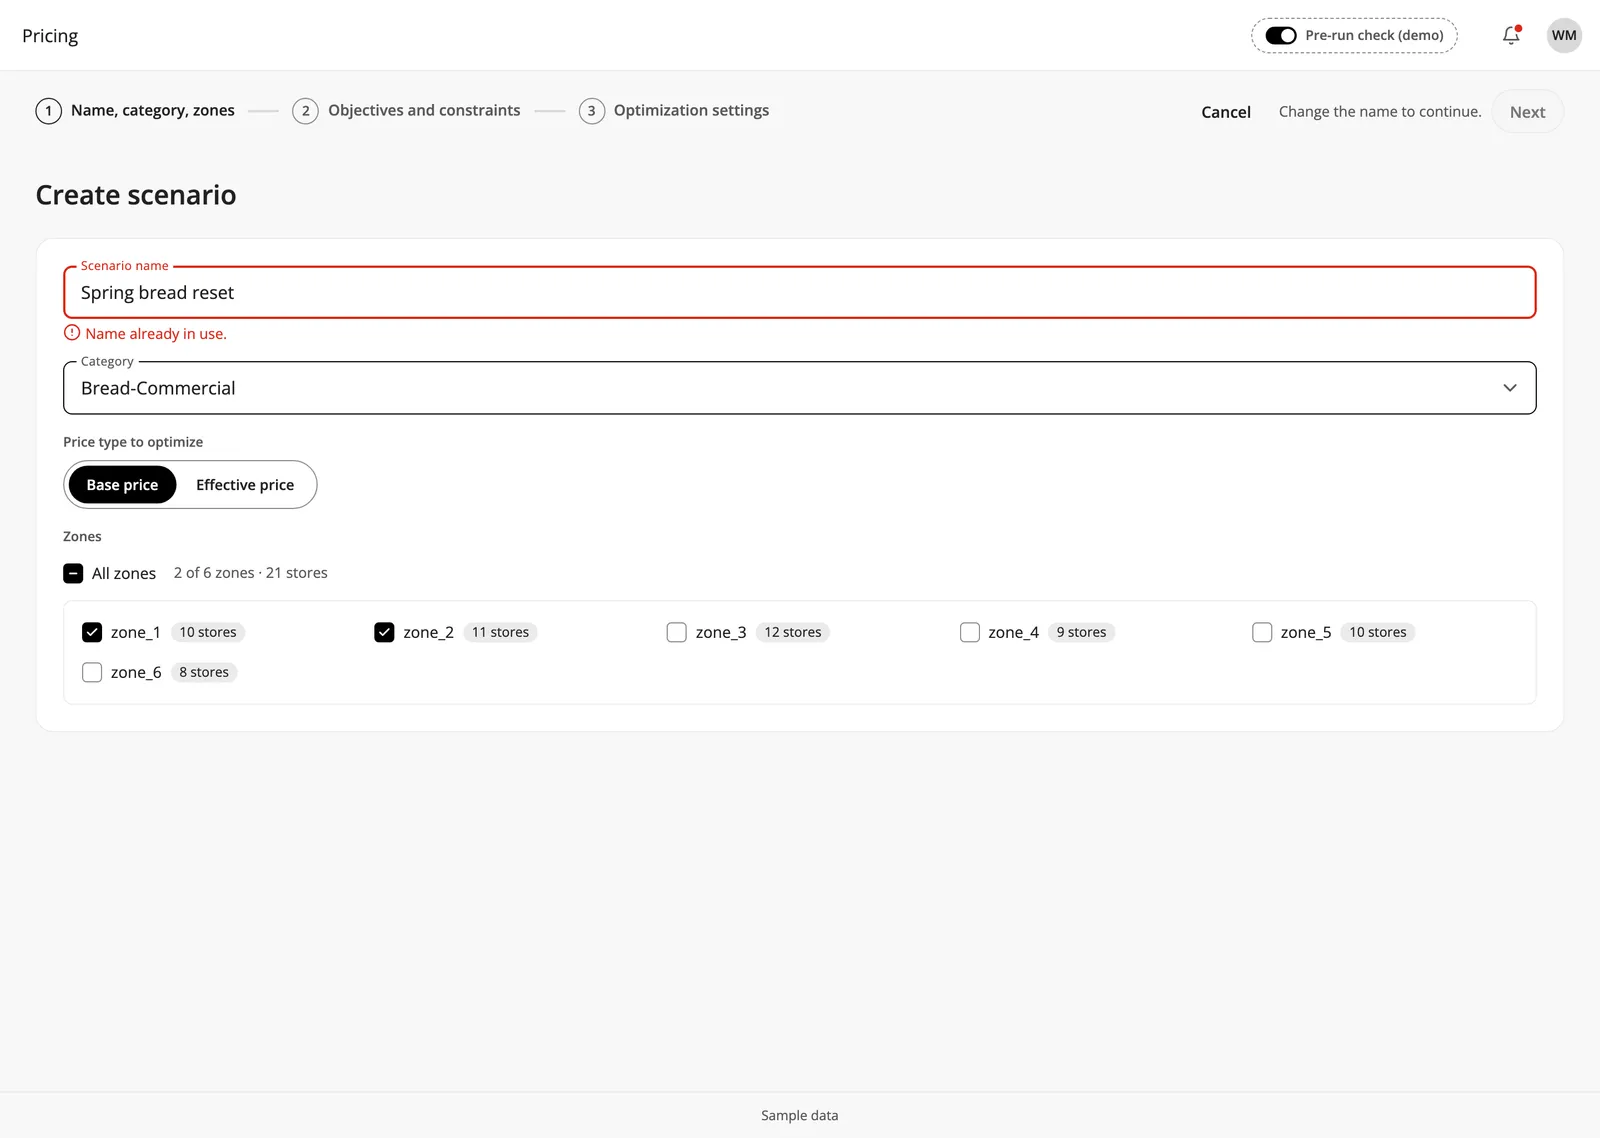 Pricing
Pre-run check (demo)
WM
1 Name, category, zones
2 Objectives and constraints
3 Optimization settings
Cancel
Change the name to continue.
Next
Create scenario
Scenario name
Spring bread reset
Name already in use.
Category
Bread-Commercial
Price type to optimize
Base price
Effective price
Zones
All zones
2 of 6 zones · 21 stores
zone_1 10 stores
zone_2 11 stores
zone_3 12 stores
zone_4 9 stores
zone_5 10 stores
zone_6 8 stores
Sample data